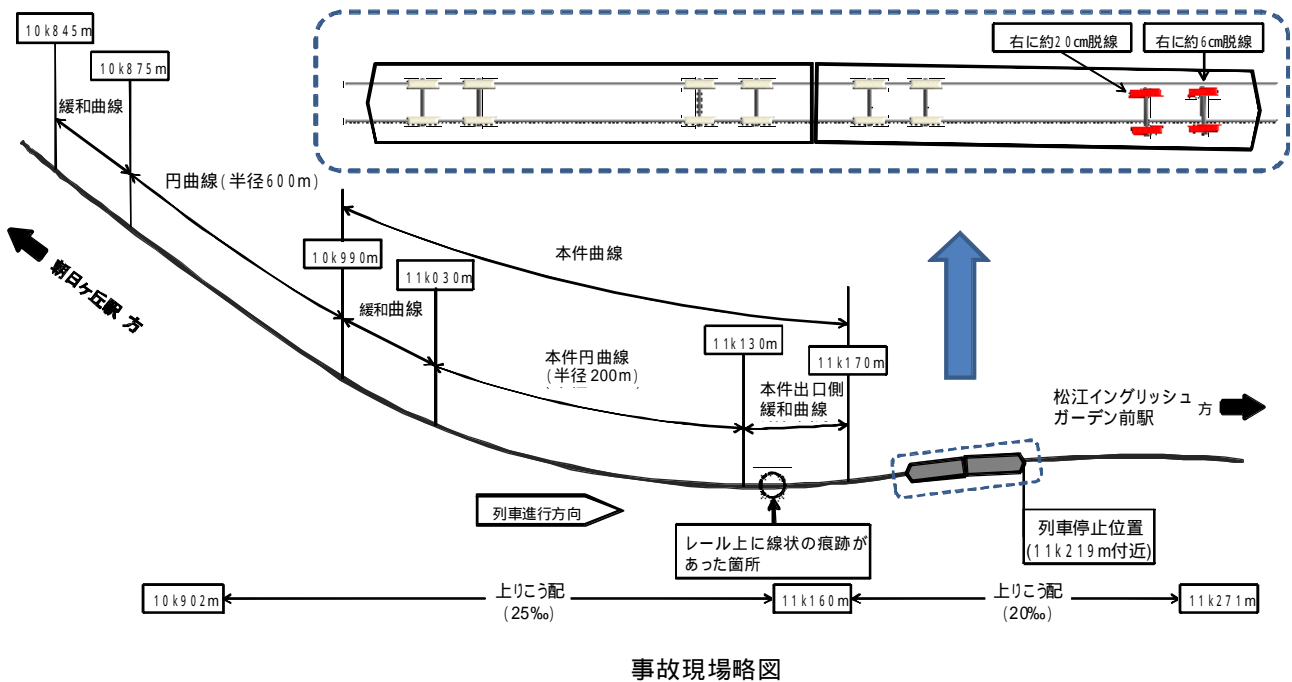 10k845m
10k875m
緩和曲線
円曲線(半径600m)
右に約20㎝脱線
右に約6㎝脱線
朝日ヶ丘駅 方
10k990m
本件曲線
11k030m
緩和曲線
11k130m
11k170m
本件円曲線
(半径200m)
本件出口側
緩和曲線
松江イングリッシュ
ガーデン前駅
方
列車進行方向
レール上に線状の痕跡が
あった箇所
列車停止位置
(11k219m付近)
10k902m
上りこう配
(25‰)
11k160m
上りこう配
(20‰)
11k271m
事故現場略図